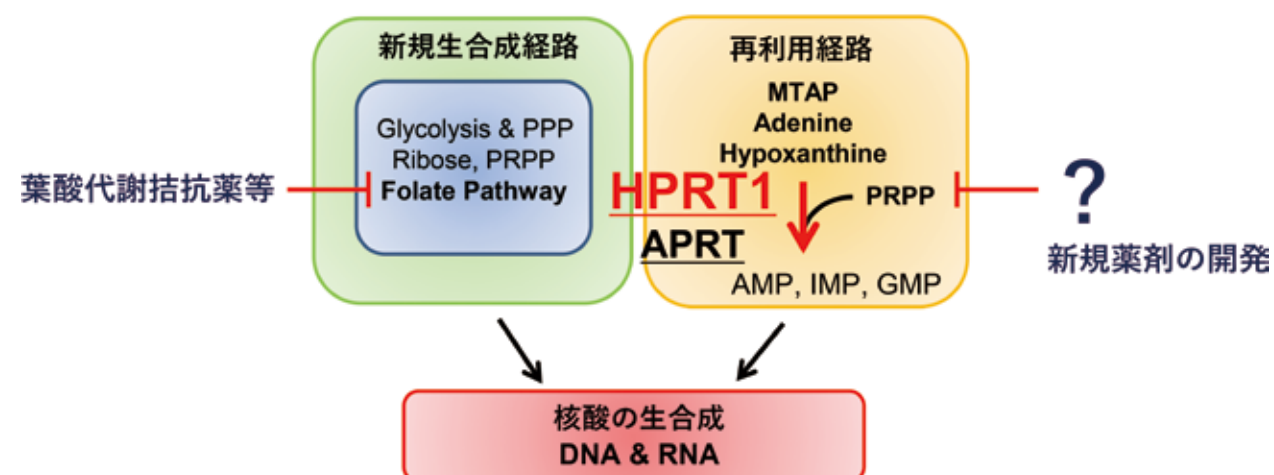 新規生合成経路
Glycolysis & PPP
Ribose, PRPP
Folate Pathway
葉酸代謝拮抗薬等
再利用経路
MTAP
Adenine
Hypoxanthine
HPRT1
APRT
PRPP
AMP, IMP, GMP
?
新規薬剤の開発
核酸の生合成
DNA & RNA